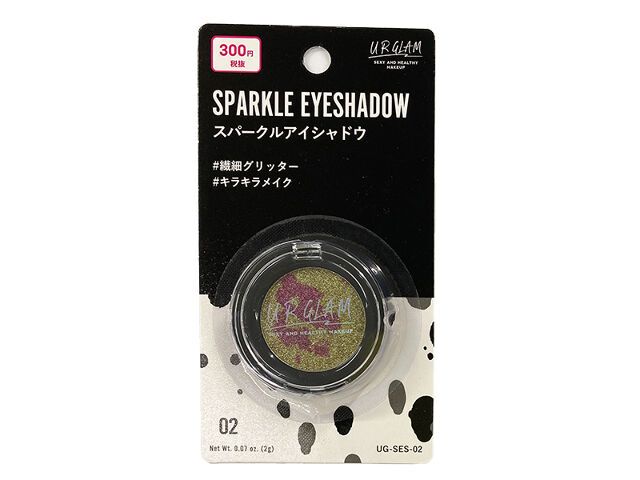 300円
税抜
UR GLAM
SEXY AND HEALTHY
MAKEUP
SPARKLE EYESHADOW
スパークルアイシャドウ
#繊細グリッター
#キラキラメイク
UR GLAM
SEXY AND HEALTHY MAKEUP
02
Net Wt. 0.07 oz. (2g)
UG-SES-02